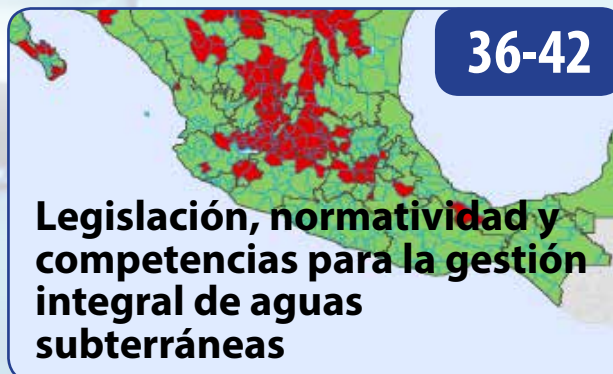 36-42
Legislación, normatividad y
competencias para la gestión
integral de aguas
subterráneas